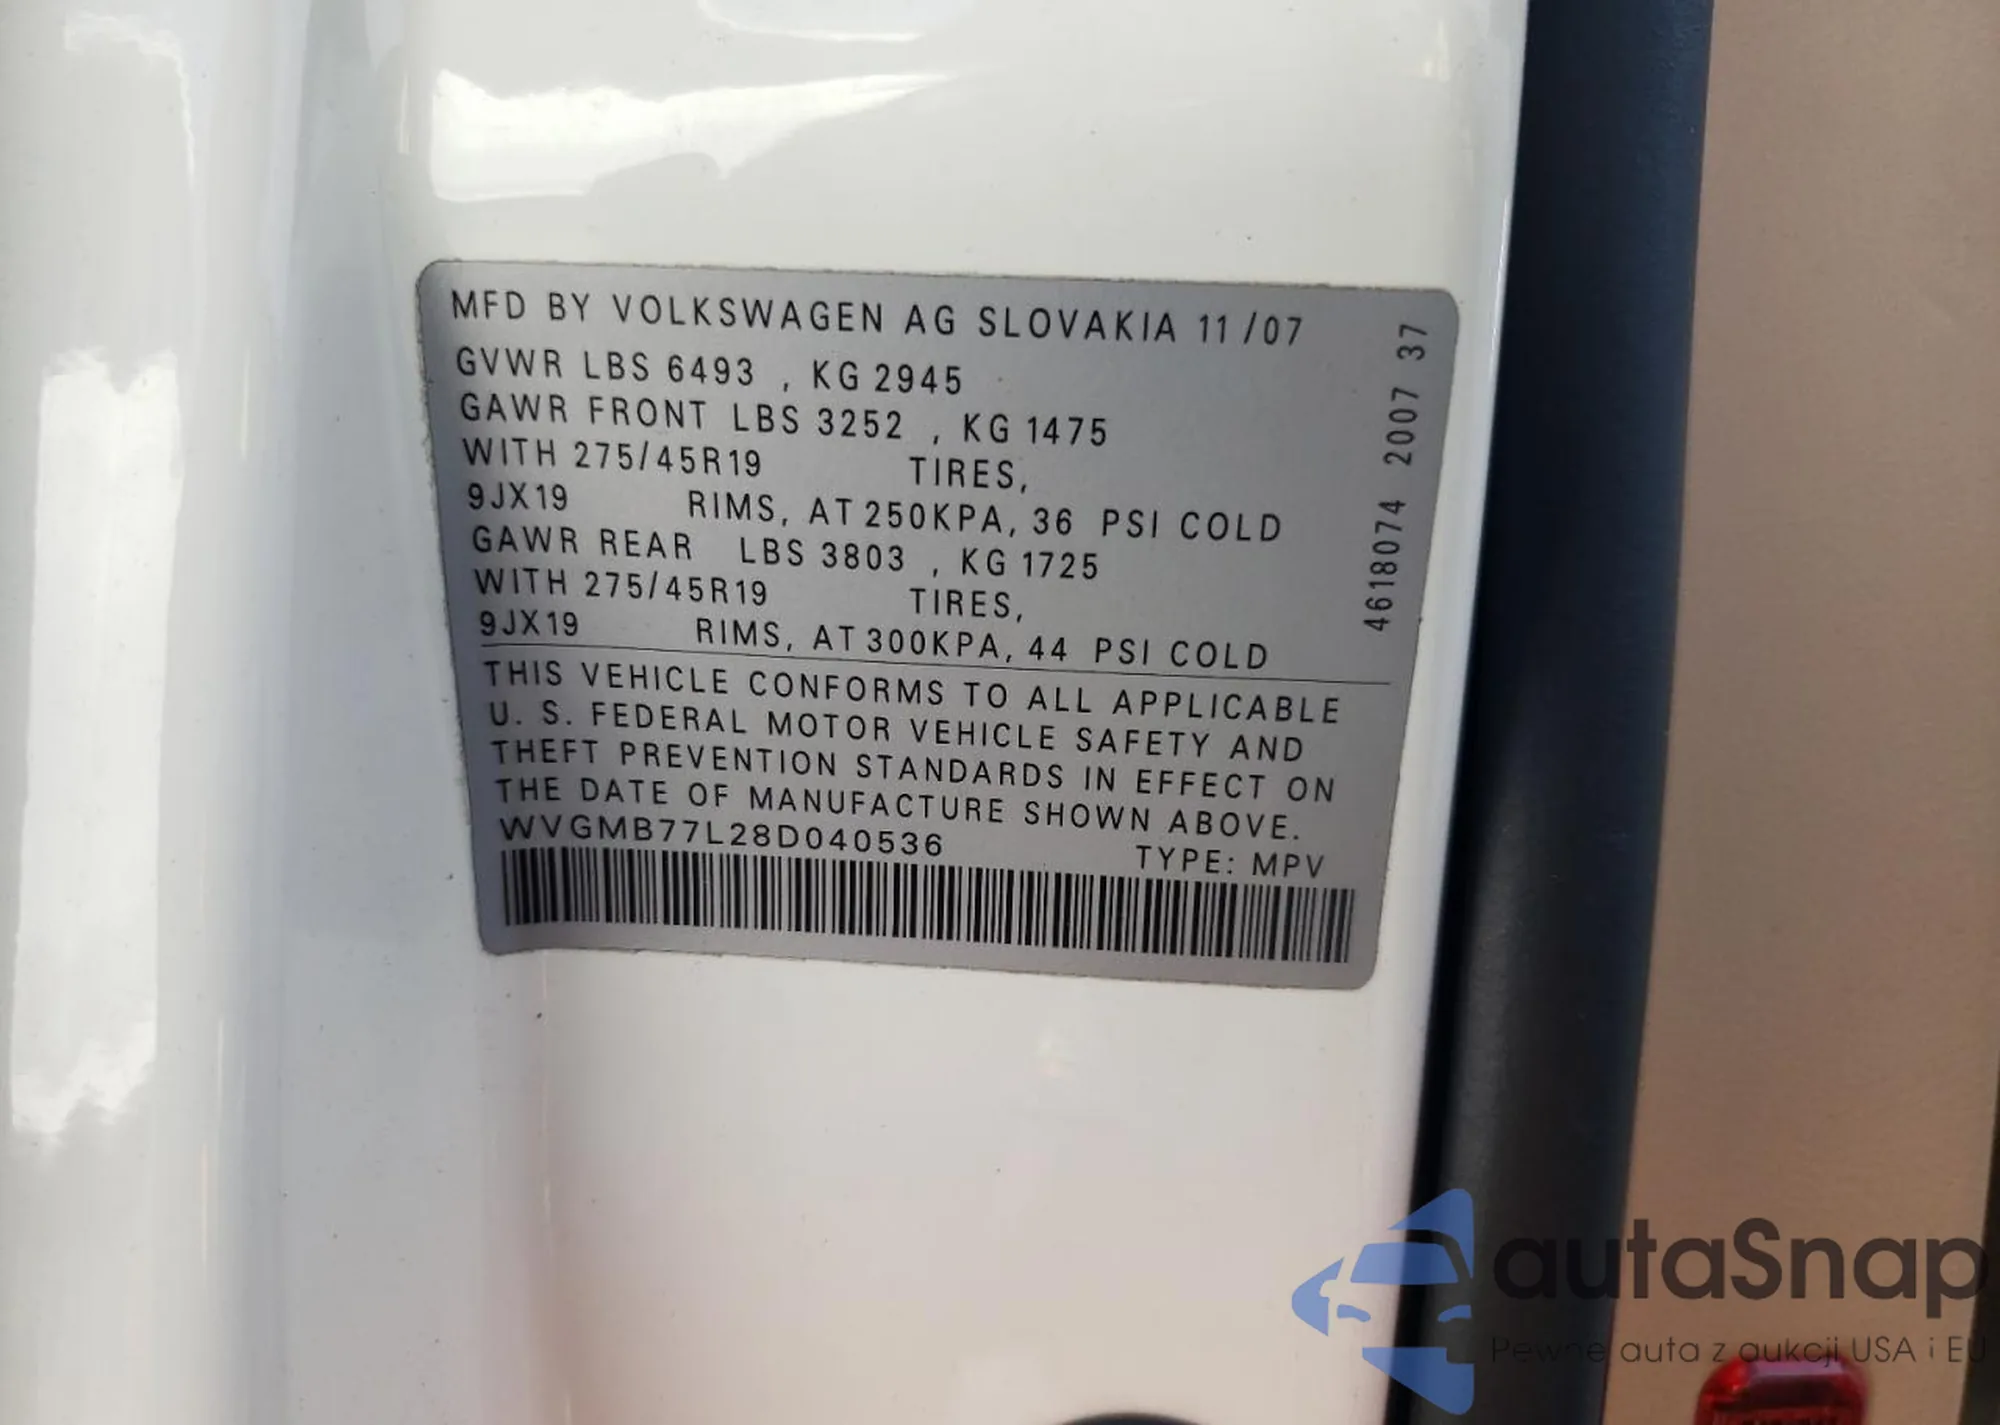 MFD BY VOLKSWAGEN AG SLOVAKIA 11/07
GVWR LBS 6493 , KG 2945
GAWR FRONT LBS 3252 , KG 1475
WITH 275/45R19 TIRES,
9JX19 RIMS, AT 250KPA, 36 PSI COLD
GAWR REAR LBS 3803 , KG 1725
WITH 275/45R19 TIRES,
9JX19 RIMS, AT 300KPA, 44 PSI COLD
THIS VEHICLE CONFORMS TO ALL APPLICABLE
U. S. FEDERAL MOTOR VEHICLE SAFETY AND
THEFT PREVENTION STANDARDS IN EFFECT ON
THE DATE OF MANUFACTURE SHOWN ABOVE.
WVGMB77L28D040536 TYPE: MPV
4618074 2007 37
autaSnap
Pewne auta z aukcji USA i EU